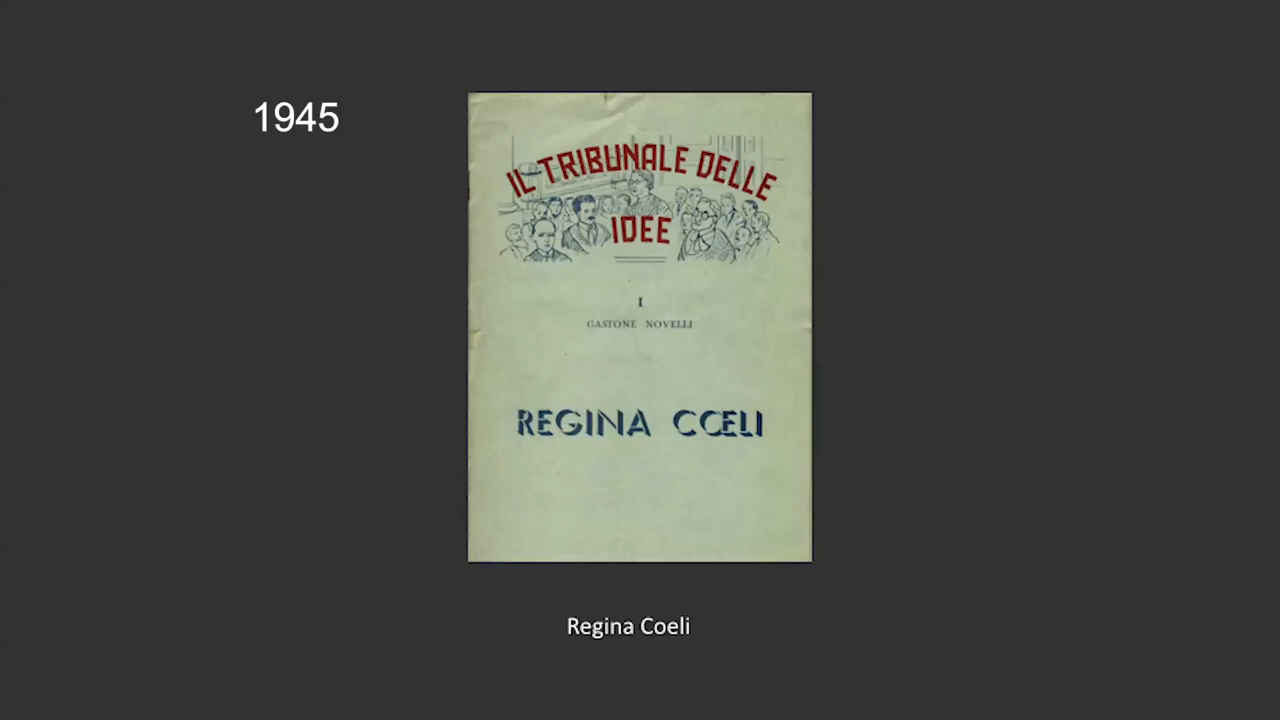 1945
IL TRIBUNALE DELLE
IDEE
I
GASTONE NOVELLI
REGINA CŒLI
Regina Coeli